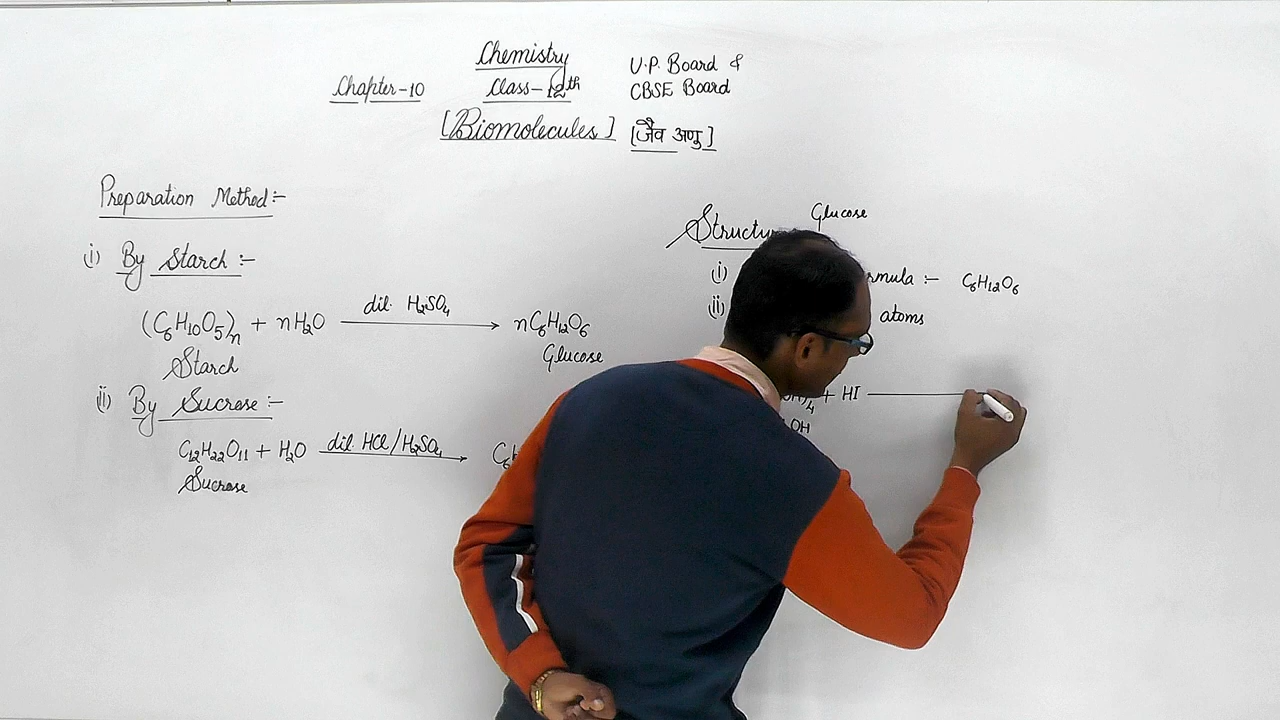 Chemistry
Chapter-10 Class-12th U.P. Board & CBSE Board
[Biomolecules] [जैव अणु]
Preparation Method:-
i) By Starch :-
(C6H10O5)n + nH2O dil. H2SO4 nC6H12O6
Starch Glucose
ii) By Sucrose :-
C12H22O11 + H2O dil. HCl/H2SO4
Sucrose
Glucose
(i) :- C6H12O6
(ii) atoms
+ HI
OH